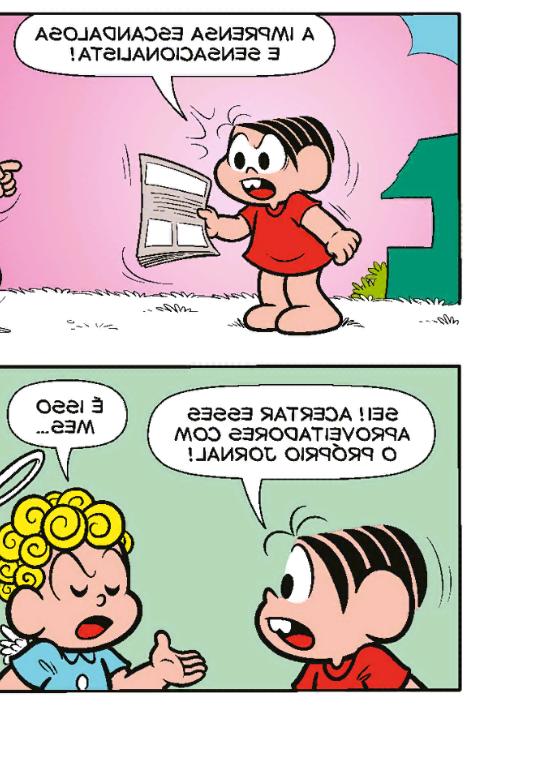 A IMPRENSA ESCANDALOSA
E SENSACIONALISTA!
SEI! ACERTAR ESSES
APROVEITADORES COM
O PRÓPRIO JORNAL!
É ISSO
MES...